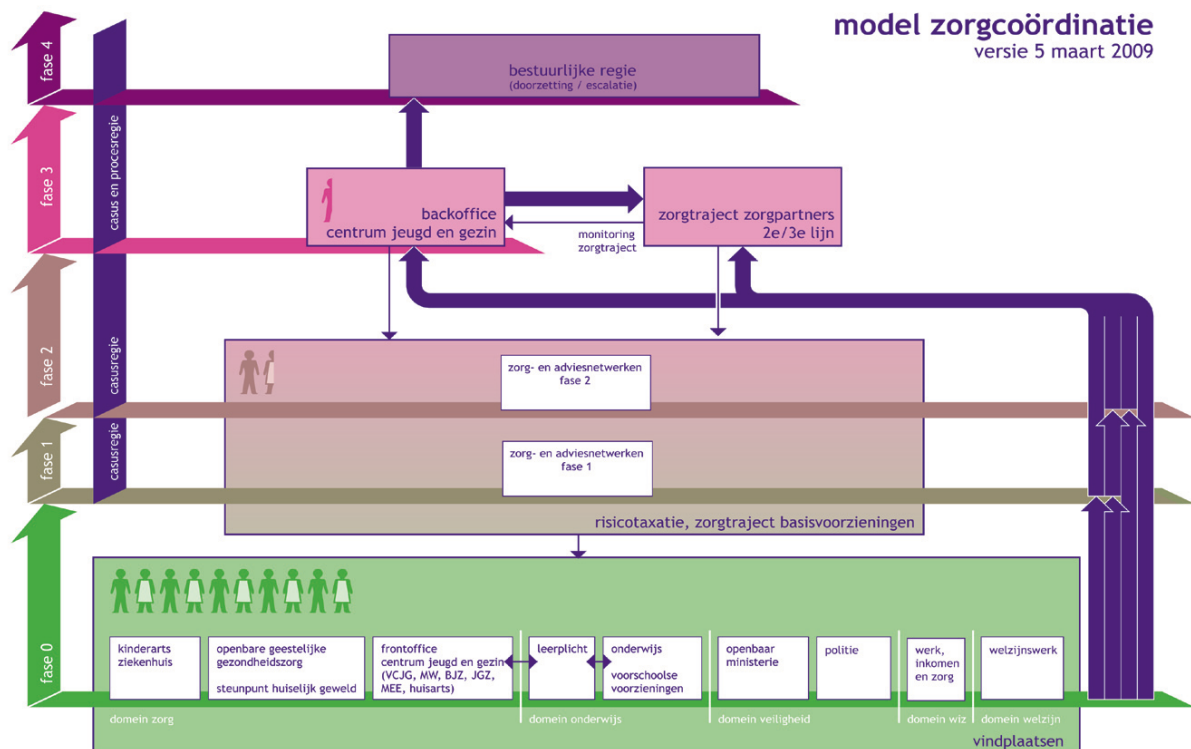 model zorgcoördinatie
versie 5 maart 2009
fase 4
bestuurlijke regie
(doorzetting / escalatie)
fase 3
casus en procesregie
backoffice
centrum jeugd en gezin
monitoring
zorgtraject
zorgtraject zorgpartners
2e/3e lijn
fase 2
casusregie
zorg- en adviesnetwerken
fase 2
fase 1
casusregie
zorg- en adviesnetwerken
fase 1
risicotaxatie, zorgtraject basisvoorzieningen
fase 0
kinderarts
ziekenhuis
openbare geestelijke
gezondheidszorg
steunpunt huiselijk geweld
frontoffice
centrum jeugd en gezin
(VCJG, MW, BJZ, JGZ,
MEE, huisarts)
leerplicht
onderwijs
voorschoolse
voorzieningen
openbaar
ministerie
politie
werk,
inkomen
en zorg
welzijnswerk
domein zorg
domein onderwijs
domein veiligheid
domein wiz
domein welzijn
vindplaatsen